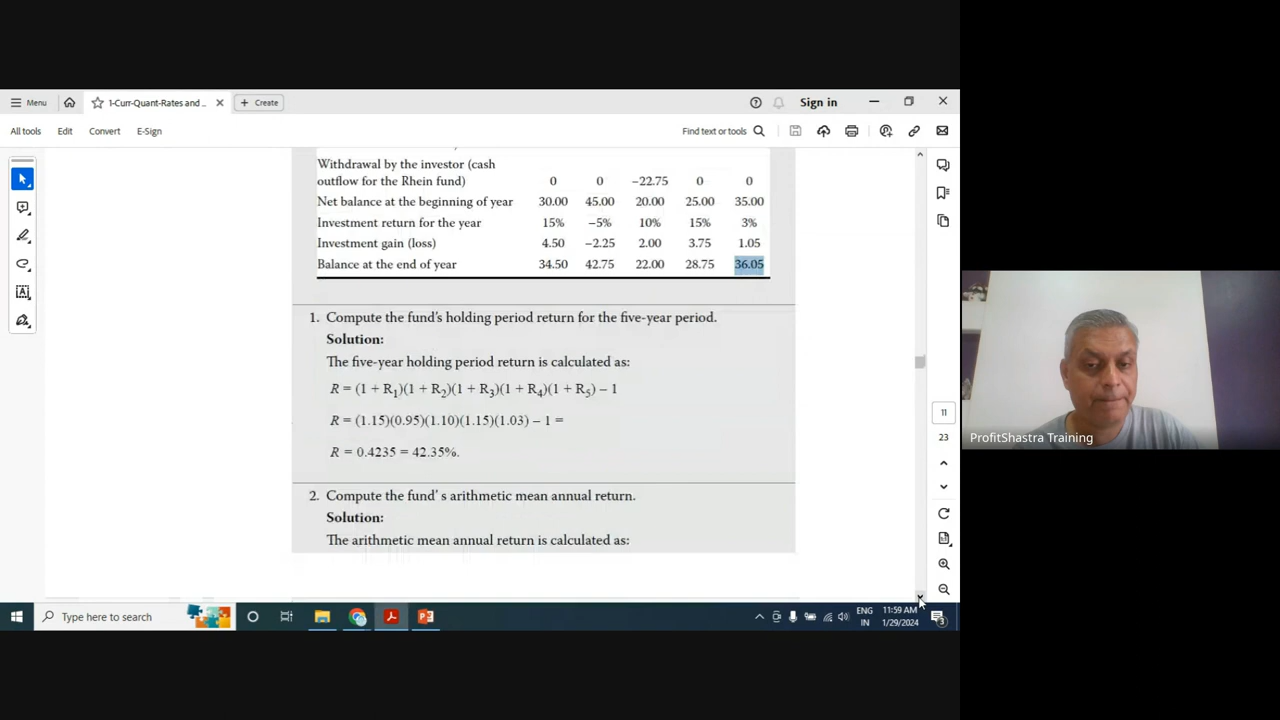 Menu
1-Curr-Quant-Rates and ...
Create
Sign in
All tools
Edit
Convert
E-Sign
Find text or tools
Withdrawal by the investor (cash
outflow for the Rhein fund) 0 0 −22.75 0 0
Net balance at the beginning of year 30.00 45.00 20.00 25.00 35.00
Investment return for the year 15% −5% 10% 15% 3%
Investment gain (loss) 4.50 −2.25 2.00 3.75 1.05
Balance at the end of year 34.50 42.75 22.00 28.75 36.05
1. Compute the fund's holding period return for the five-year period.
Solution:
The five-year holding period return is calculated as:
R = (1 + R₁)(1 + R₂)(1 + R₃)(1 + R₄)(1 + R₅) − 1
R = (1.15)(0.95)(1.10)(1.15)(1.03) − 1 =
R = 0.4235 = 42.35%.
2. Compute the fund' s arithmetic mean annual return.
Solution:
The arithmetic mean annual return is calculated as:
11
23
ProfitShastra Training
Type here to search
ENG
IN
11:59 AM
1/29/2024
3